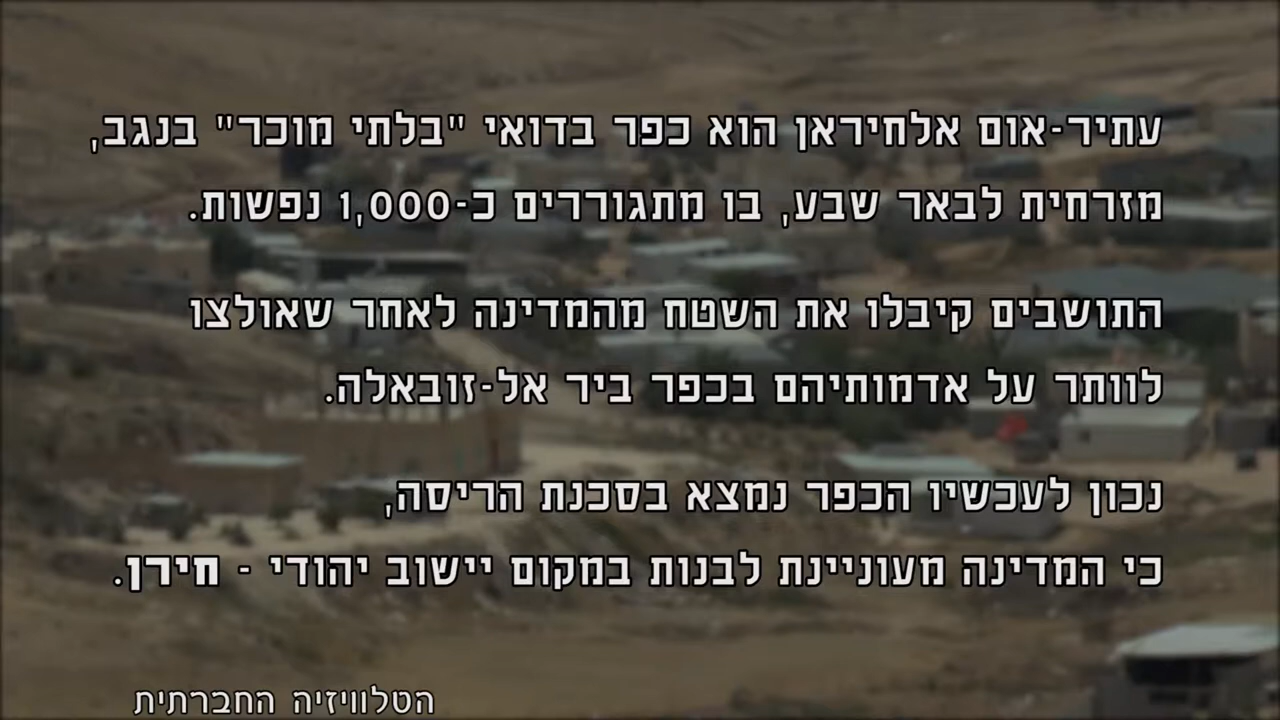 עתיר-אום אלחיראן הוא כפר בדואי "בלתי מוכר" בנגב,
מזרחית לבאר שבע, בו מתגוררים כ-1,000 נפשות.
התושבים קיבלו את השטח מהמדינה לאחר שאולצו
לוותר על אדמותיהם בכפר ביר אל-זובאלה.
נכון לעכשיו הכפר נמצא בסכנת הריסה,
כי המדינה מעוניינת לבנות במקום יישוב יהודי - חירן.
הטלוויזיה החברתית